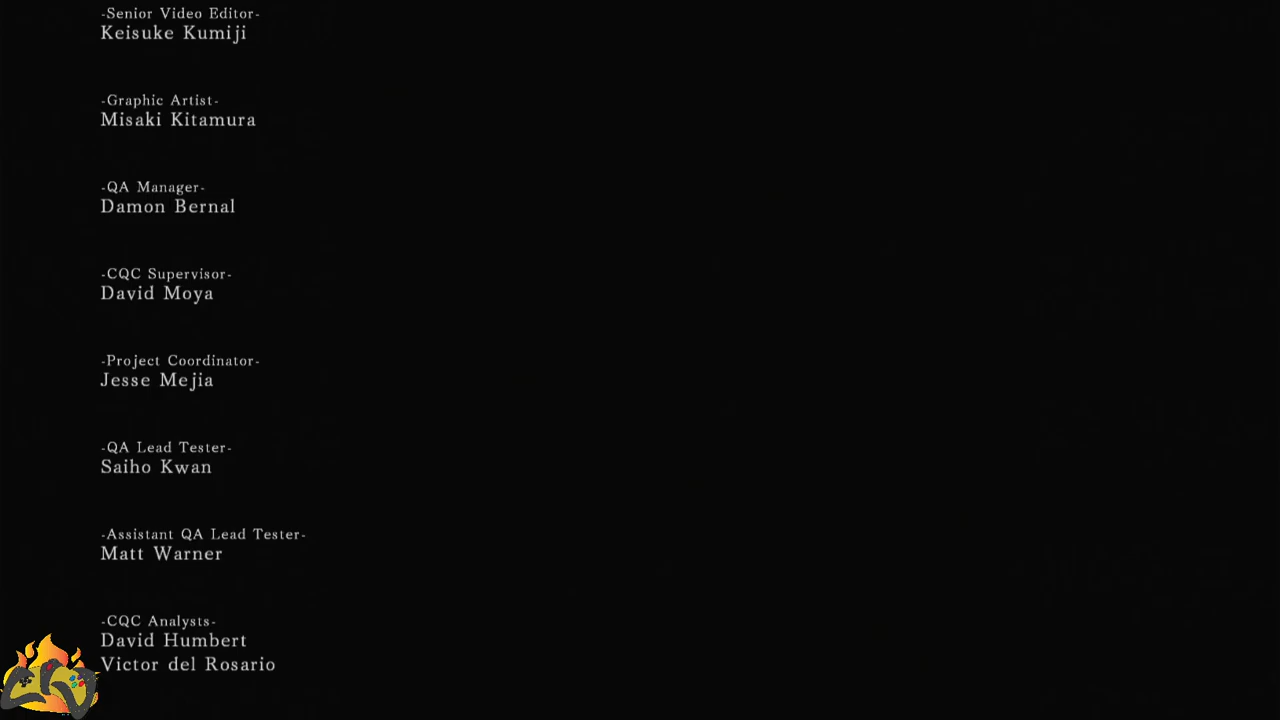 -Senior Video Editor-
Keisuke Kumiji
-Graphic Artist-
Misaki Kitamura
-QA Manager-
Damon Bernal
-CQC Supervisor-
David Moya
-Project Coordinator-
Jesse Mejia
-QA Lead Tester-
Saiho Kwan
-Assistant QA Lead Tester-
Matt Warner
-CQC Analysts-
David Humbert
Victor del Rosario